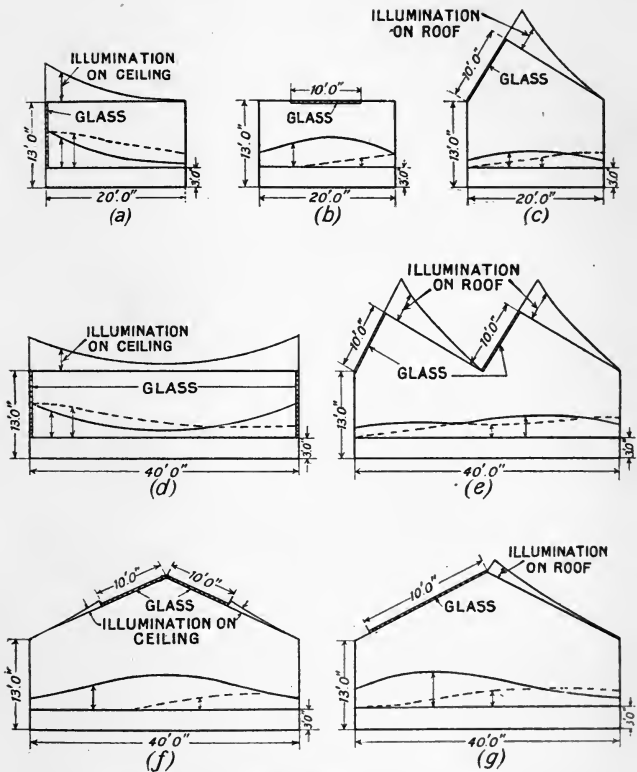 ILLUMINATION
ON CEILING
GLASS
13'.0"
3'.0"
20'.0"
(a)
10'.0"
GLASS
13'.0"
3'.0"
20'.0"
(b)
ILLUMINATION
ON ROOF
10'.0"
GLASS
13'.0"
3'.0"
20'.0"
(c)
ILLUMINATION
ON CEILING
GLASS
13'.0"
3'.0"
40'.0"
(d)
ILLUMINATION
ON ROOF
10'.0"
10'.0"
GLASS
13'.0"
3'.0"
40'.0"
(e)
10'.0"
10'.0"
GLASS
ILLUMINATION ON
CEILING
13'.0"
3'.0"
40'.0"
(f)
ILLUMINATION
ON ROOF
10'.0"
GLASS
13'.0"
3'.0"
40'.0"
(g)